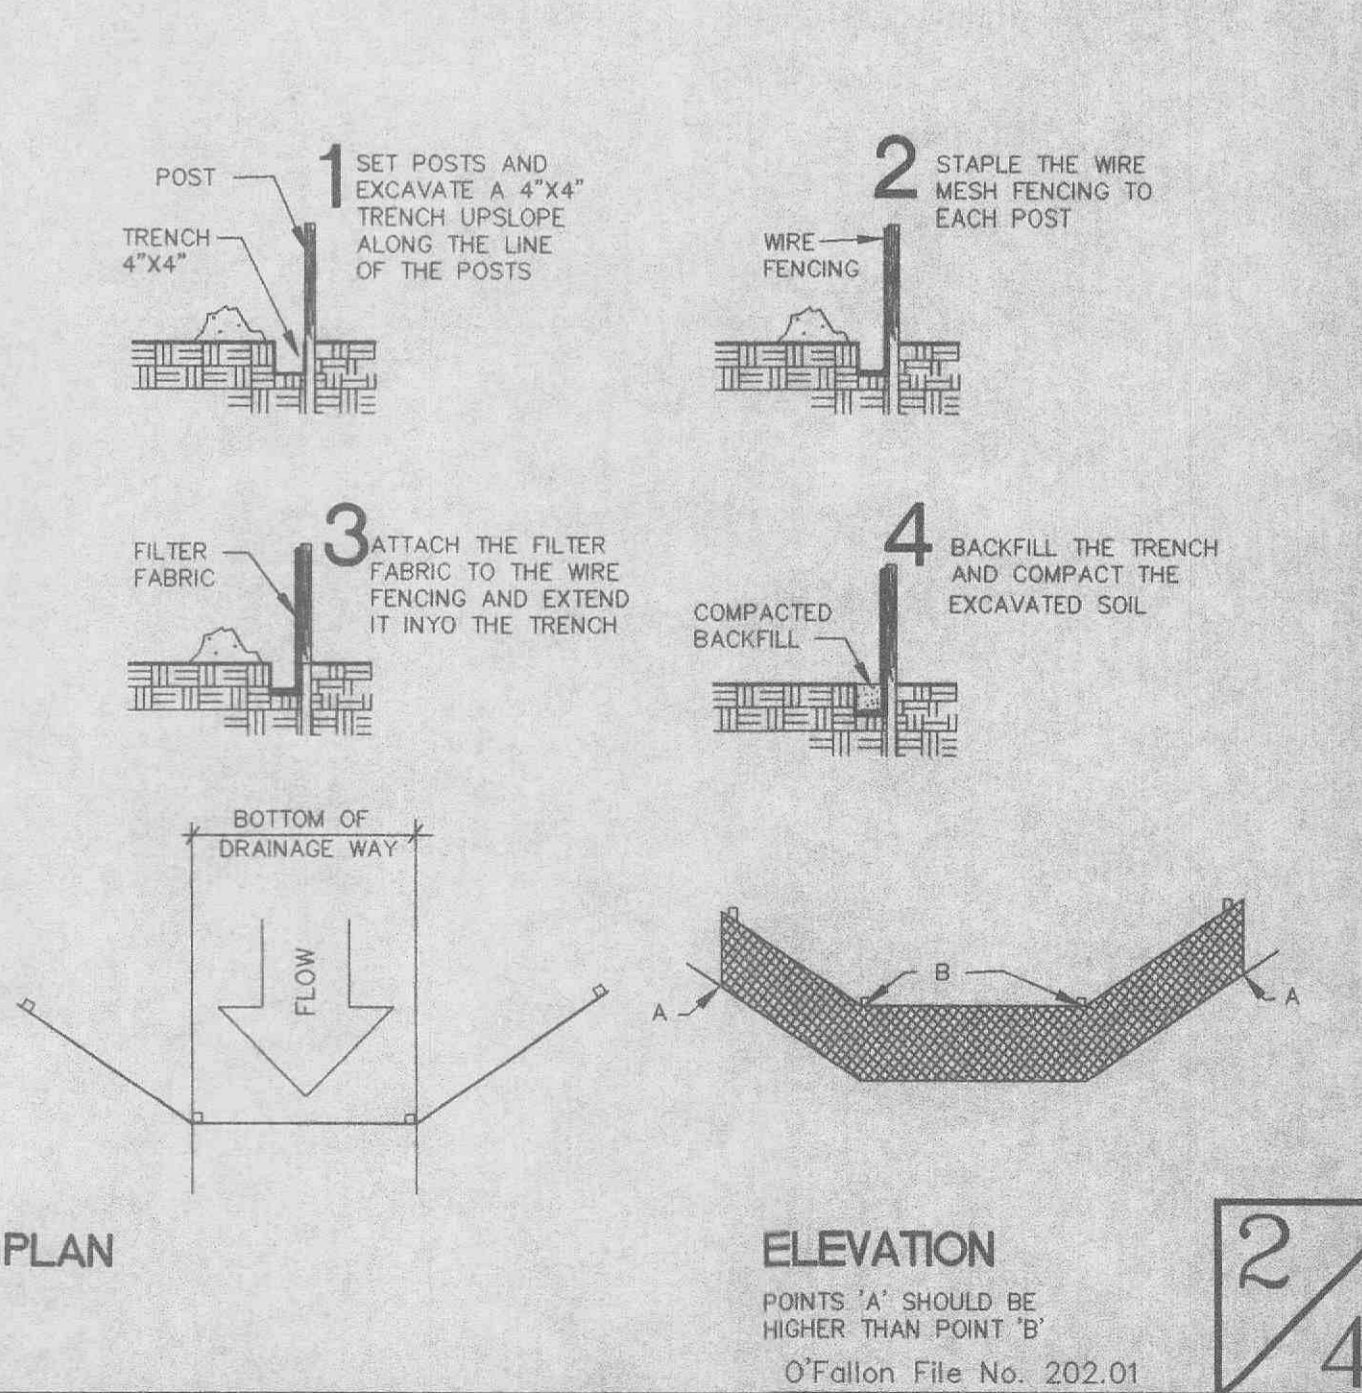 1
SET POSTS AND
EXCAVATE A 4"X4"
TRENCH UPSLOPE
ALONG THE LINE
OF THE POSTS
POST
TRENCH
4"X4"
2
STAPLE THE WIRE
MESH FENCING TO
EACH POST
WIRE
FENCING
3
ATTACH THE FILTER
FABRIC TO THE WIRE
FENCING AND EXTEND
IT INYO THE TRENCH
FILTER
FABRIC
4
BACKFILL THE TRENCH
AND COMPACT THE
EXCAVATED SOIL
COMPACTED
BACKFILL
BOTTOM OF
DRAINAGE WAY
FLOW
PLAN
B
A
A
ELEVATION
POINTS 'A' SHOULD BE
HIGHER THAN POINT 'B'
O'Fallon File No. 202.01
2
4